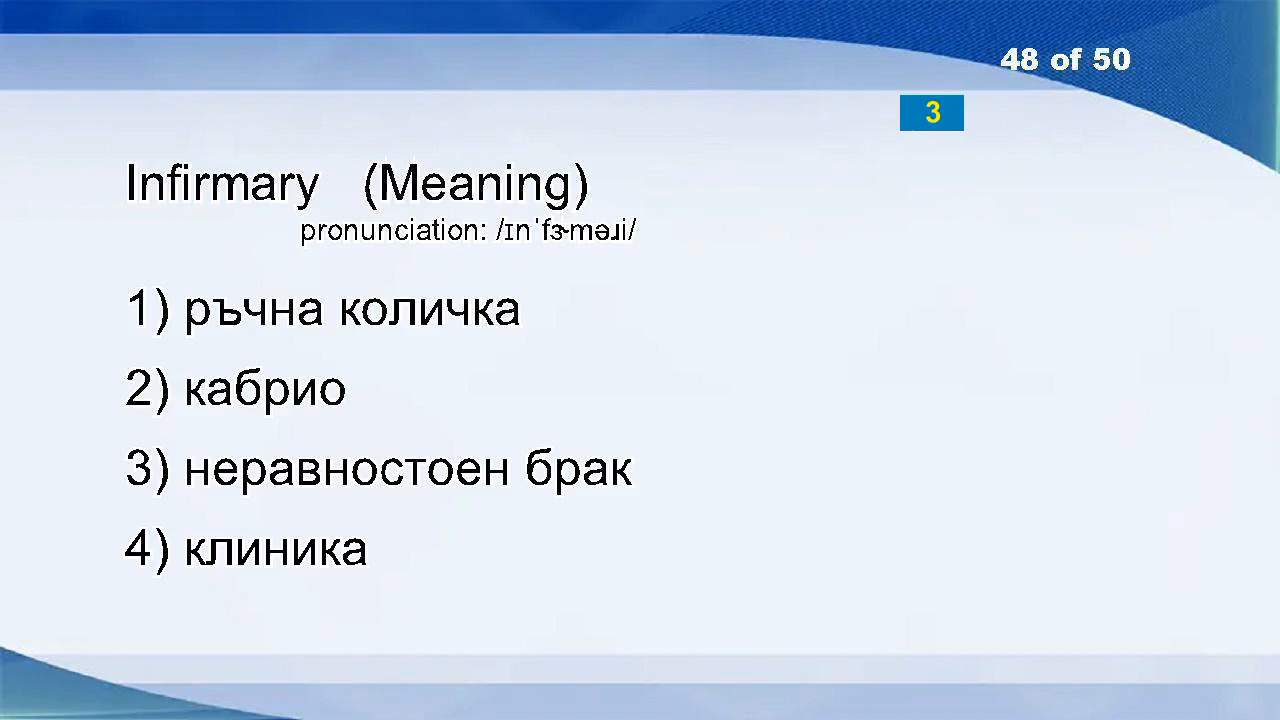 48 of 50
3
Infirmary (Meaning)
pronunciation: /ɪnˈfɝməɹi/
1) ръчна количка
2) кабрио
3) неравностоен брак
4) клиника